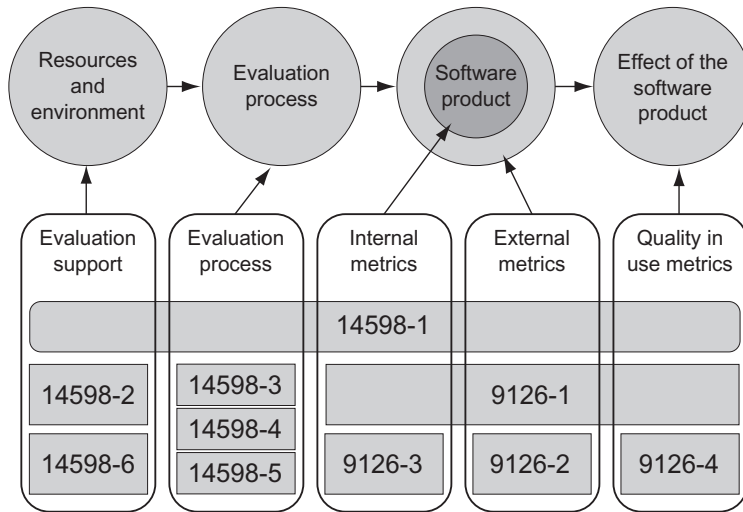 Resources
and
environment
Evaluation
process
Software
product
Effect of the
software
product
Evaluation
support
Evaluation
process
Internal
metrics
External
metrics
Quality in
use metrics
14598-1
14598-2
14598-6
14598-3
14598-4
14598-5
9126-1
9126-3
9126-2
9126-4